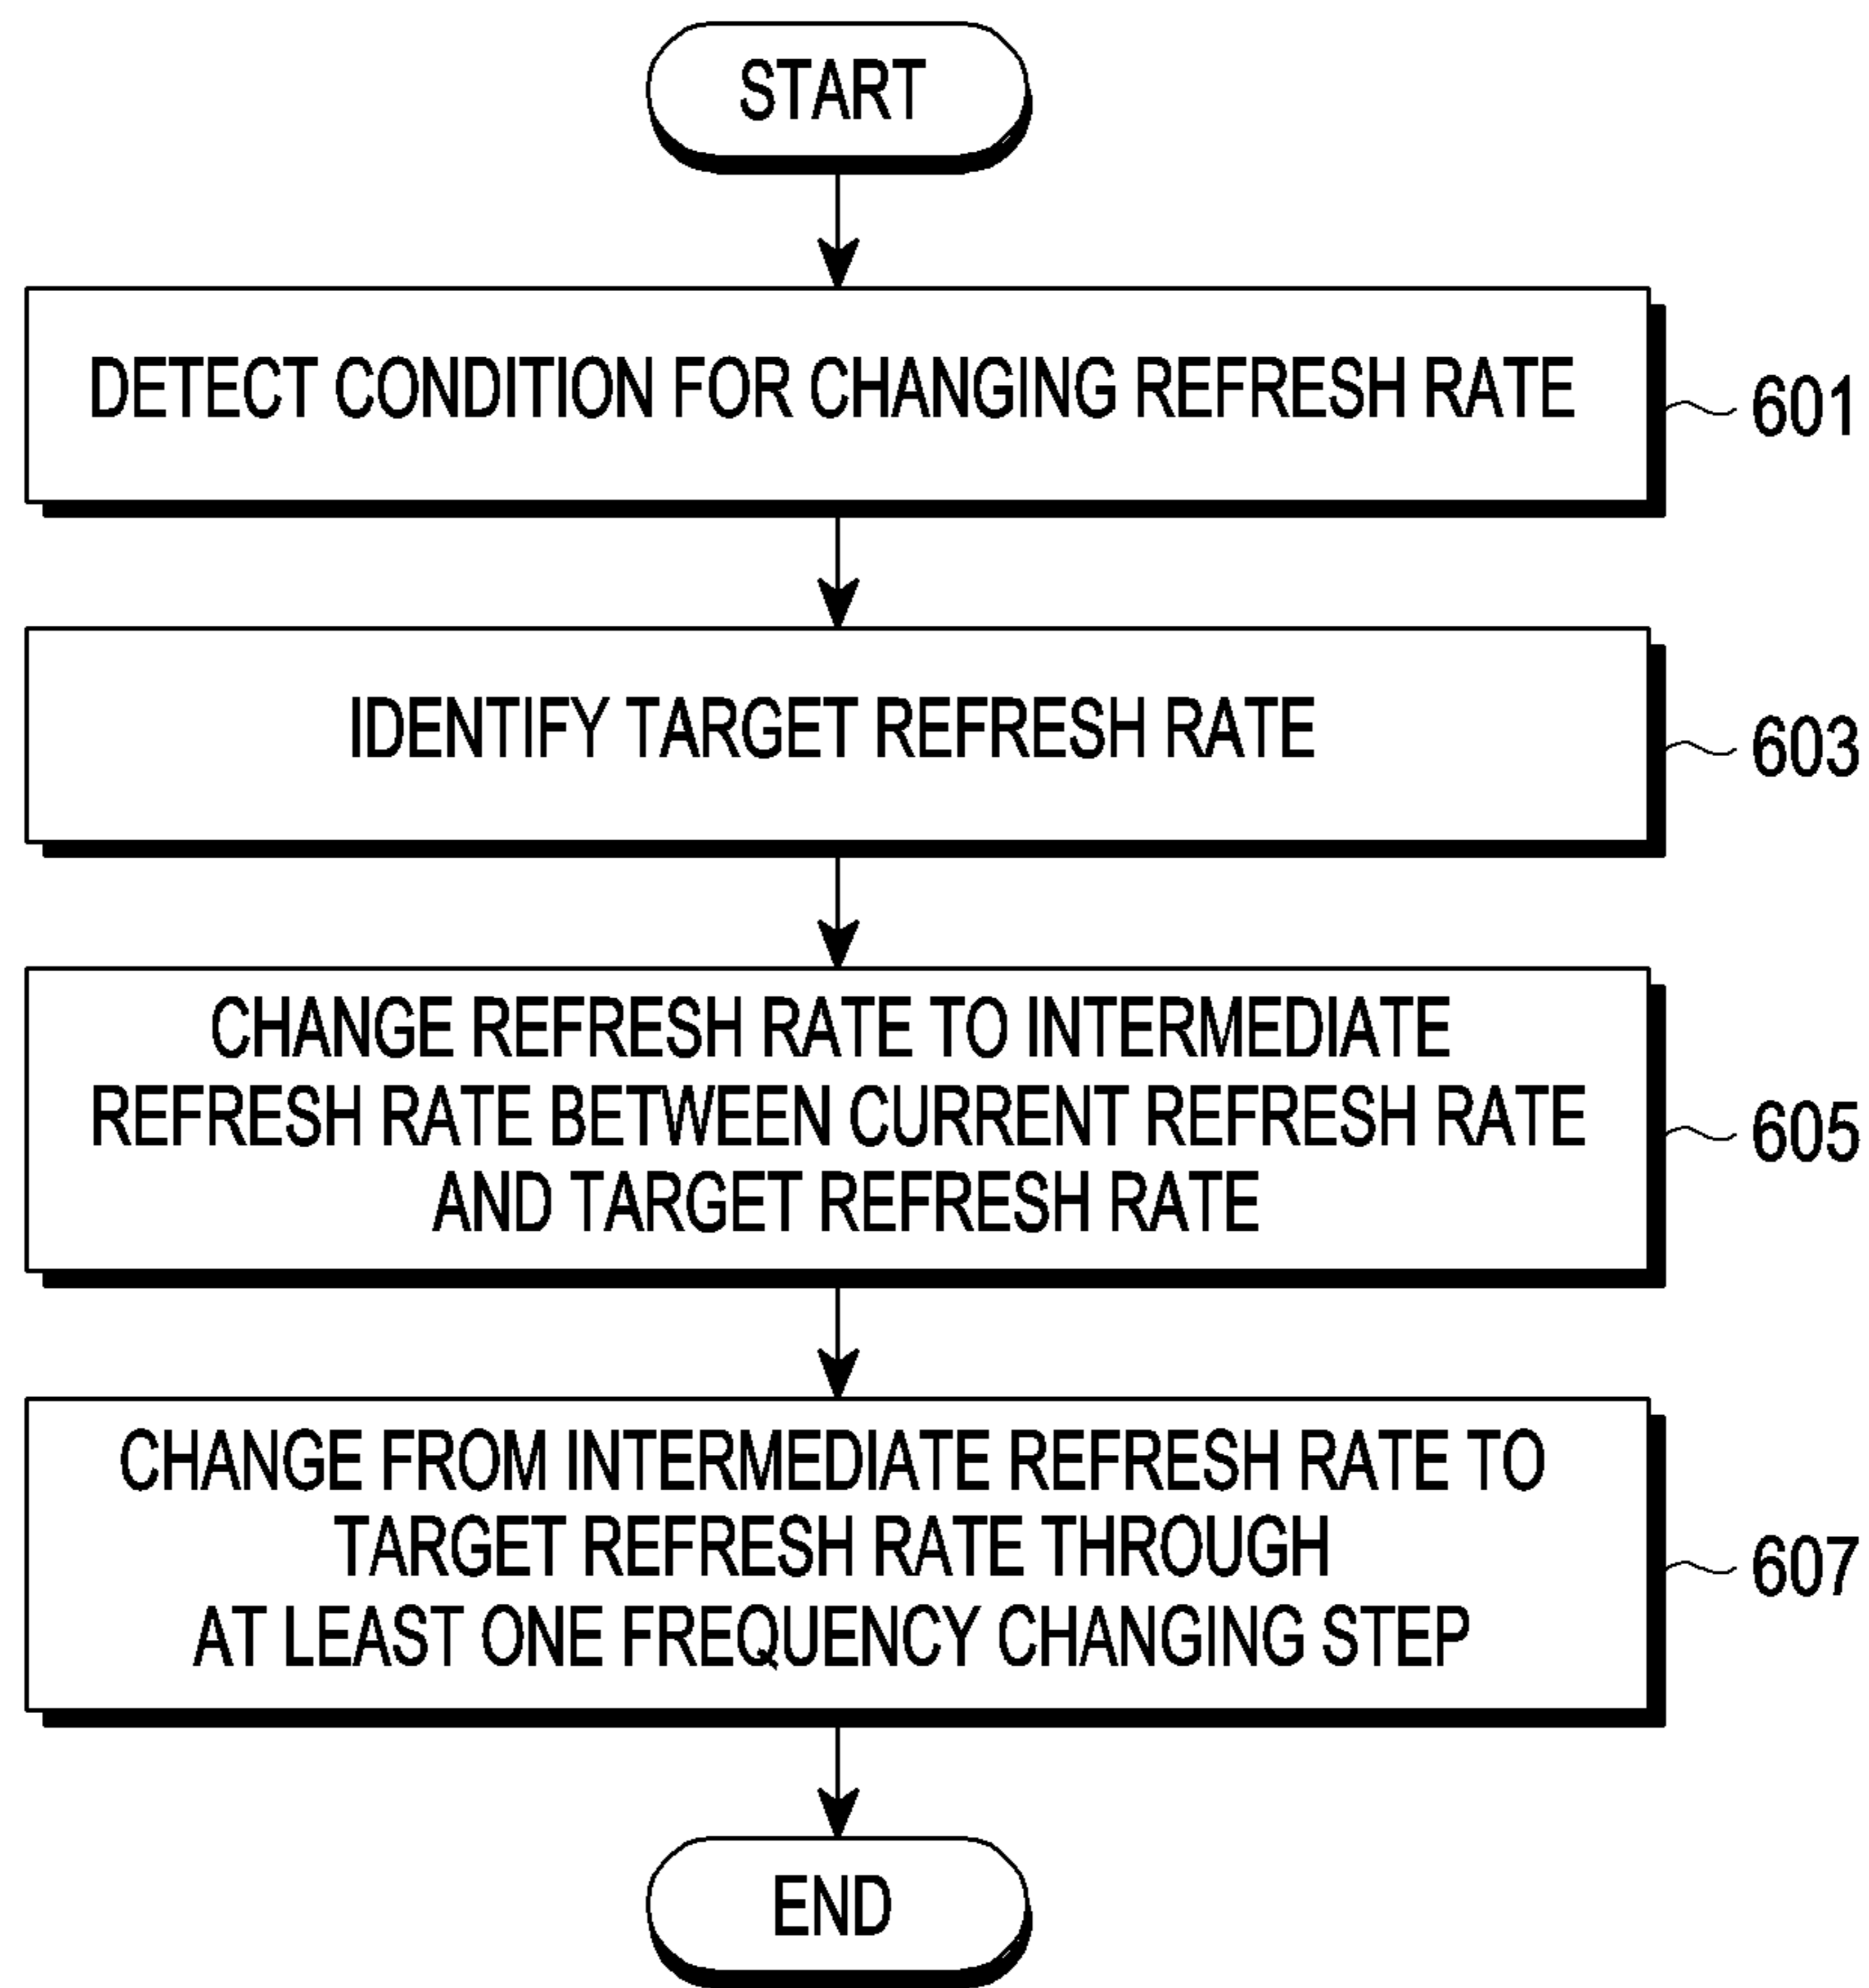 START
DETECT CONDITION FOR CHANGING REFRESH RATE
601
IDENTIFY TARGET REFRESH RATE
603
CHANGE REFRESH RATE TO INTERMEDIATE
REFRESH RATE BETWEEN CURRENT REFRESH RATE
AND TARGET REFRESH RATE
605
CHANGE FROM INTERMEDIATE REFRESH RATE TO
TARGET REFRESH RATE THROUGH
AT LEAST ONE FREQUENCY CHANGING STEP
607
END